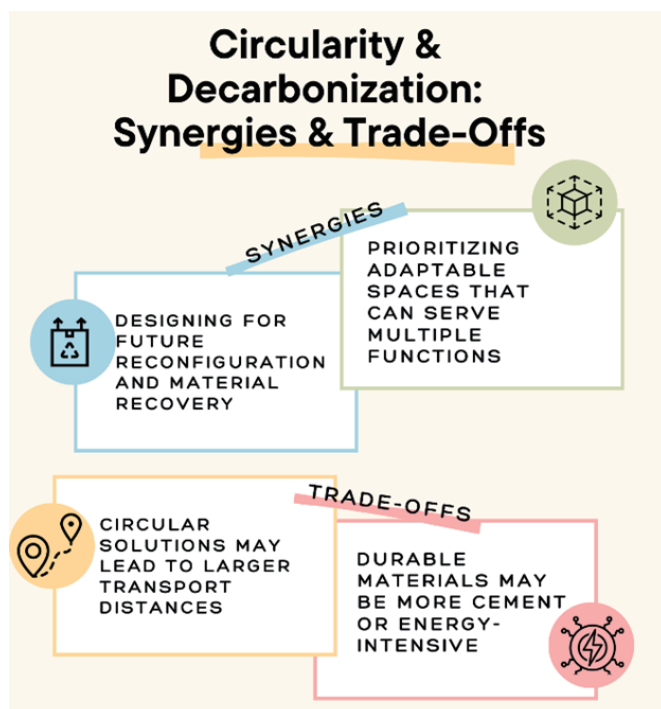 Circularity &
Decarbonization:
Synergies & Trade-Offs
SYNERGIES
PRIORITIZING
ADAPTABLE
SPACES THAT
CAN SERVE
MULTIPLE
FUNCTIONS
DESIGNING FOR
FUTURE
RECONFIGURATION
AND MATERIAL
RECOVERY
TRADE-OFFS
CIRCULAR
SOLUTIONS MAY
LEAD TO LARGER
TRANSPORT
DISTANCES
DURABLE
MATERIALS MAY
BE MORE CEMENT
OR ENERGY-
INTENSIVE